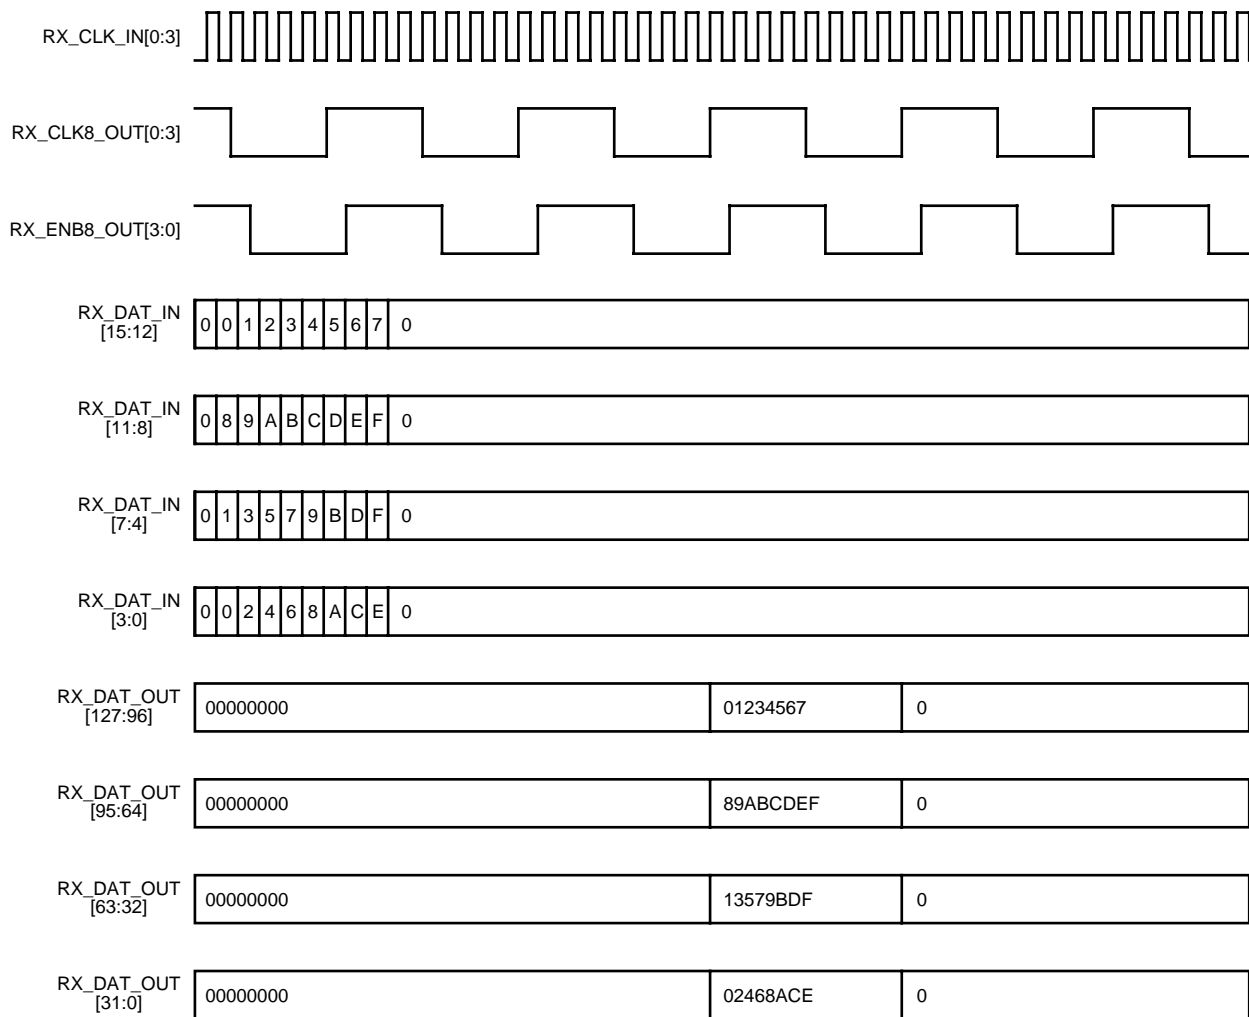 RX_CLK_IN[0:3]
RX_CLK8_OUT[0:3]
RX_ENB8_OUT[3:0]
RX_DAT_IN
[15:12]
0 0 1 2 3 4 5 6 7 0
RX_DAT_IN
[11:8]
0 8 9 A B C D E F 0
RX_DAT_IN
[7:4]
0 1 3 5 7 9 B D F 0
RX_DAT_IN
[3:0]
0 0 2 4 6 8 A C E 0
RX_DAT_OUT
[127:96]
00000000 01234567 0
RX_DAT_OUT
[95:64]
00000000 89ABCDEF 0
RX_DAT_OUT
[63:32]
00000000 13579BDF 0
RX_DAT_OUT
[31:0]
00000000 02468ACE 0